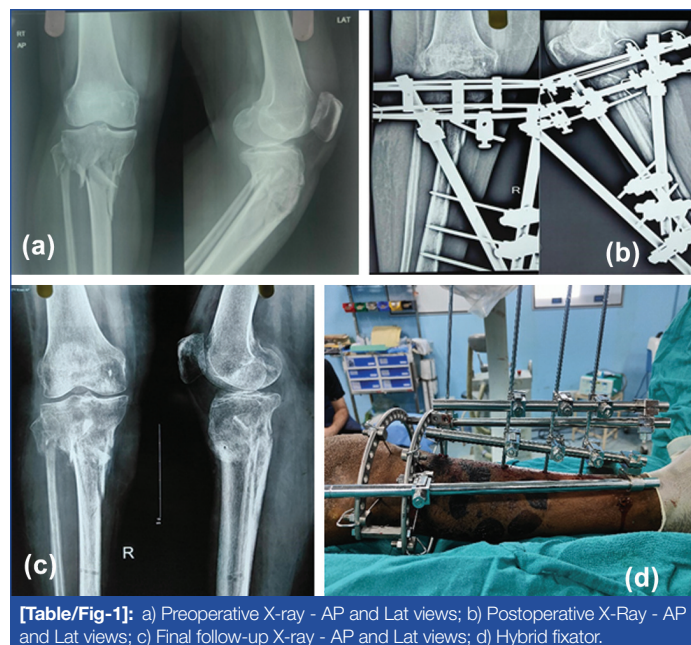 RT
AP
LAT
(a)
R
(b)
(c)
R
(d)
[Table/Fig-1]: a) Preoperative X-ray - AP and Lat views; b) Postoperative X-Ray - AP
and Lat views; c) Final follow-up X-ray - AP and Lat views; d) Hybrid fixator.